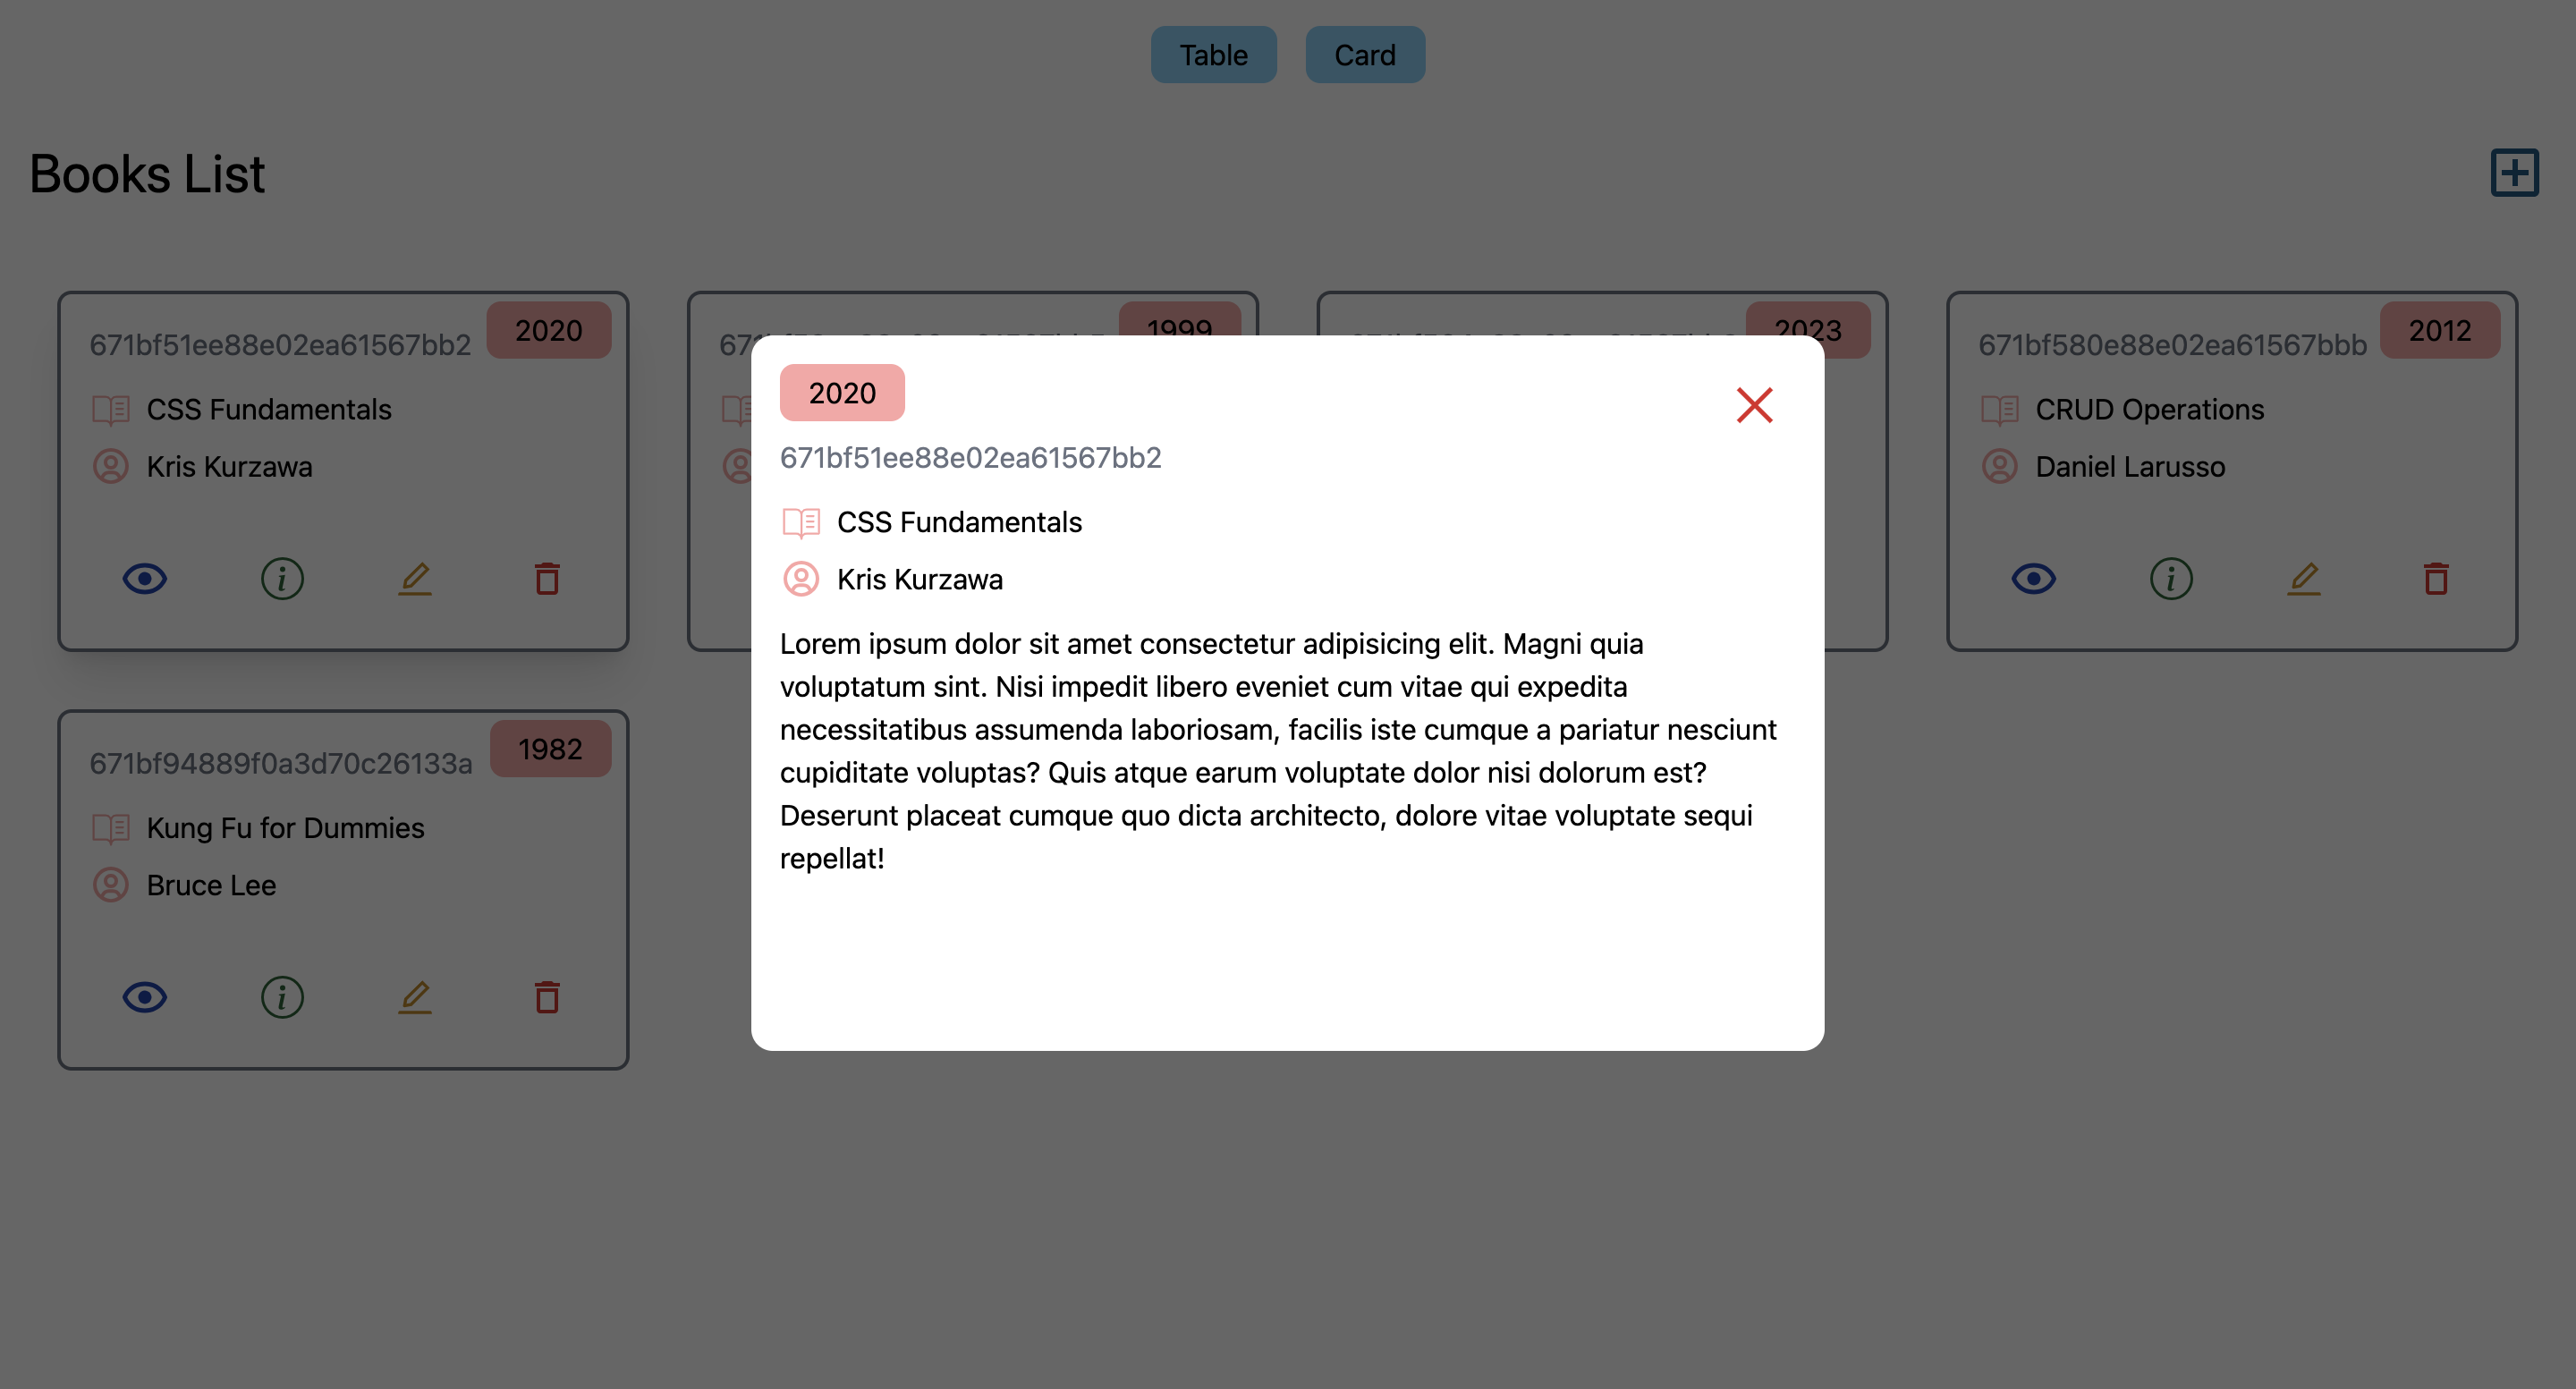 Table
Card
Books List
671bf51ee88e02ea61567bb2
2020
CSS Fundamentals
Kris Kurzawa
1999
2023
671bf580e88e02ea61567bbb
2012
CRUD Operations
Daniel Larusso
671bf94889f0a3d70c26133a
1982
Kung Fu for Dummies
Bruce Lee
2020
671bf51ee88e02ea61567bb2
CSS Fundamentals
Kris Kurzawa
Lorem ipsum dolor sit amet consectetur adipisicing elit. Magni quia
voluptatum sint. Nisi impedit libero eveniet cum vitae qui expedita
necessitatibus assumenda laboriosam, facilis iste cumque a pariatur nesciunt
cupiditate voluptas? Quis atque earum voluptate dolor nisi dolorum est?
Deserunt placeat cumque quo dicta architecto, dolore vitae voluptate sequi
repellat!